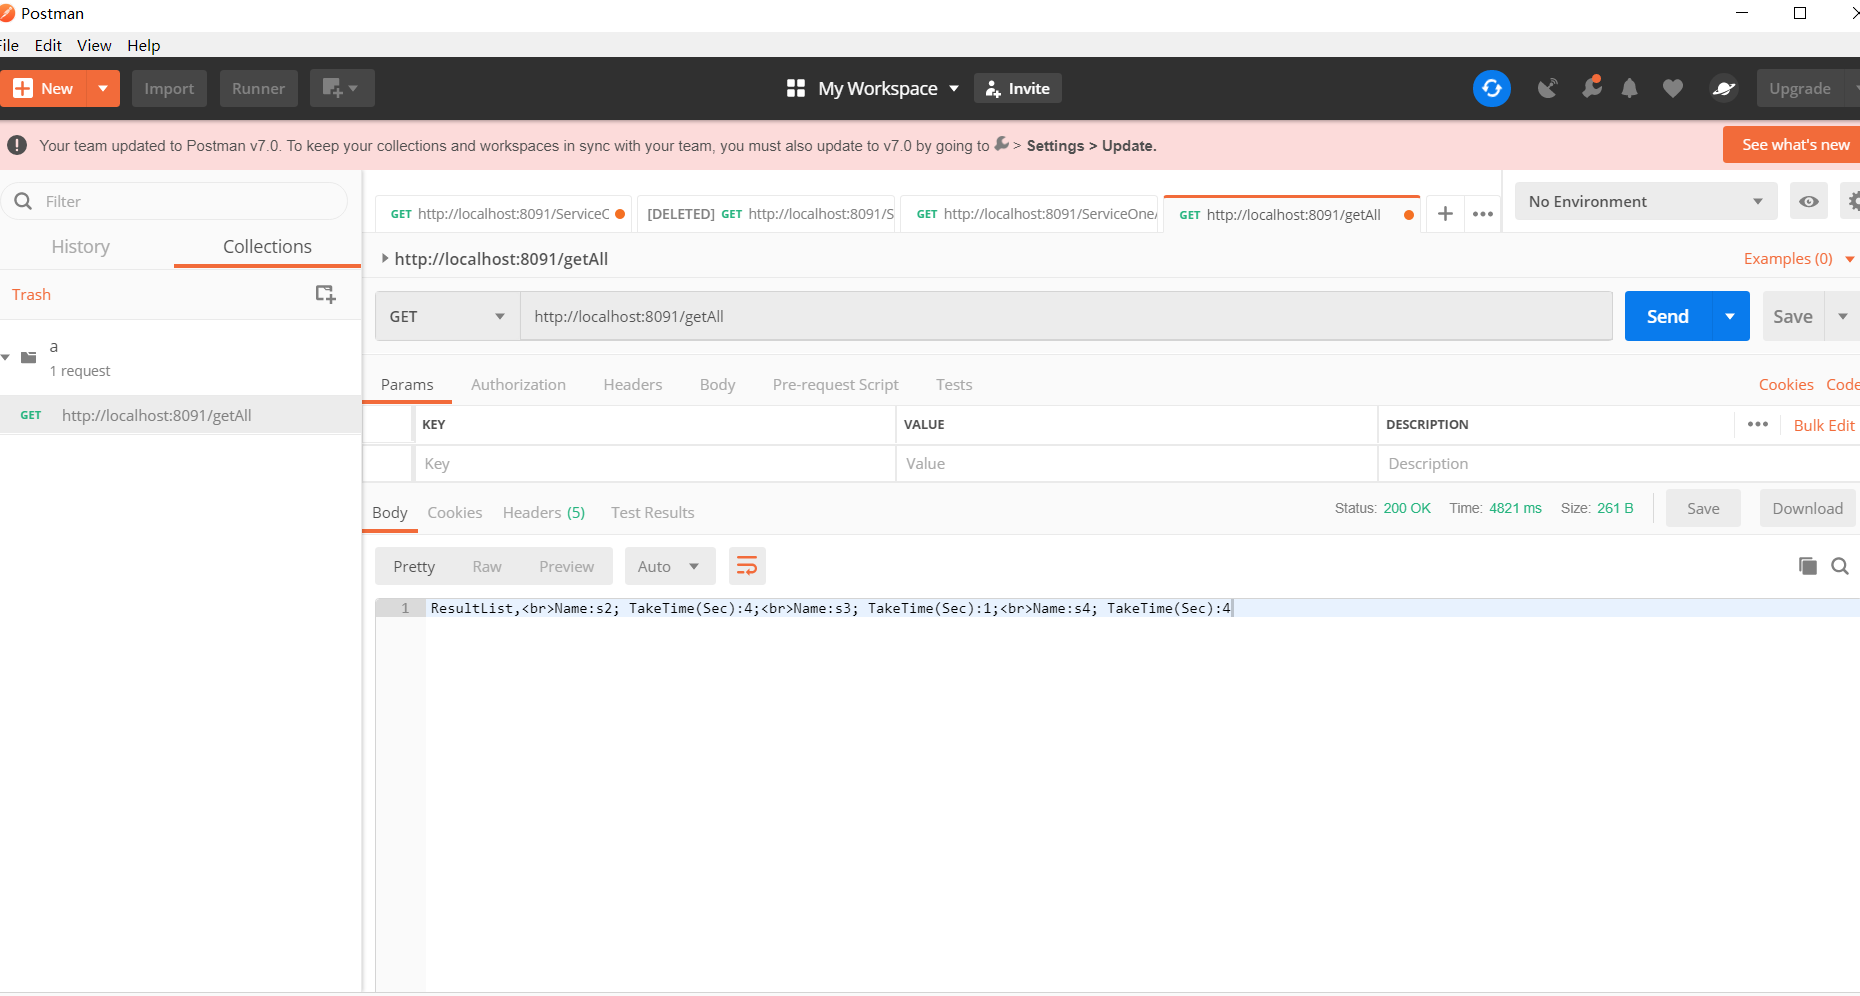 Postman
File Edit View Help
New Import Runner My Workspace Invite Upgrade
Your team updated to Postman v7.0. To keep your collections and workspaces in sync with your team, you must also update to v7.0 by going to > Settings > Update. See what's new
Filter
History Collections
Trash
a
1 request
GET http://localhost:8091/getAll
GET http://localhost:8091/ServiceC [DELETED] GET http://localhost:8091/S GET http://localhost:8091/ServiceOne/ GET http://localhost:8091/getAll No Environment
http://localhost:8091/getAll Examples (0)
GET http://localhost:8091/getAll Send Save
Params Authorization Headers Body Pre-request Script Tests Cookies Code
KEY VALUE DESCRIPTION Bulk Edit
Key Value Description
Body Cookies Headers (5) Test Results Status: 200 OK Time: 4821 ms Size: 261 B Save Download
Pretty Raw Preview Auto
1 ResultList,<br>Name:s2; TakeTime(Sec):4;<br>Name:s3; TakeTime(Sec):1;<br>Name:s4; TakeTime(Sec):4